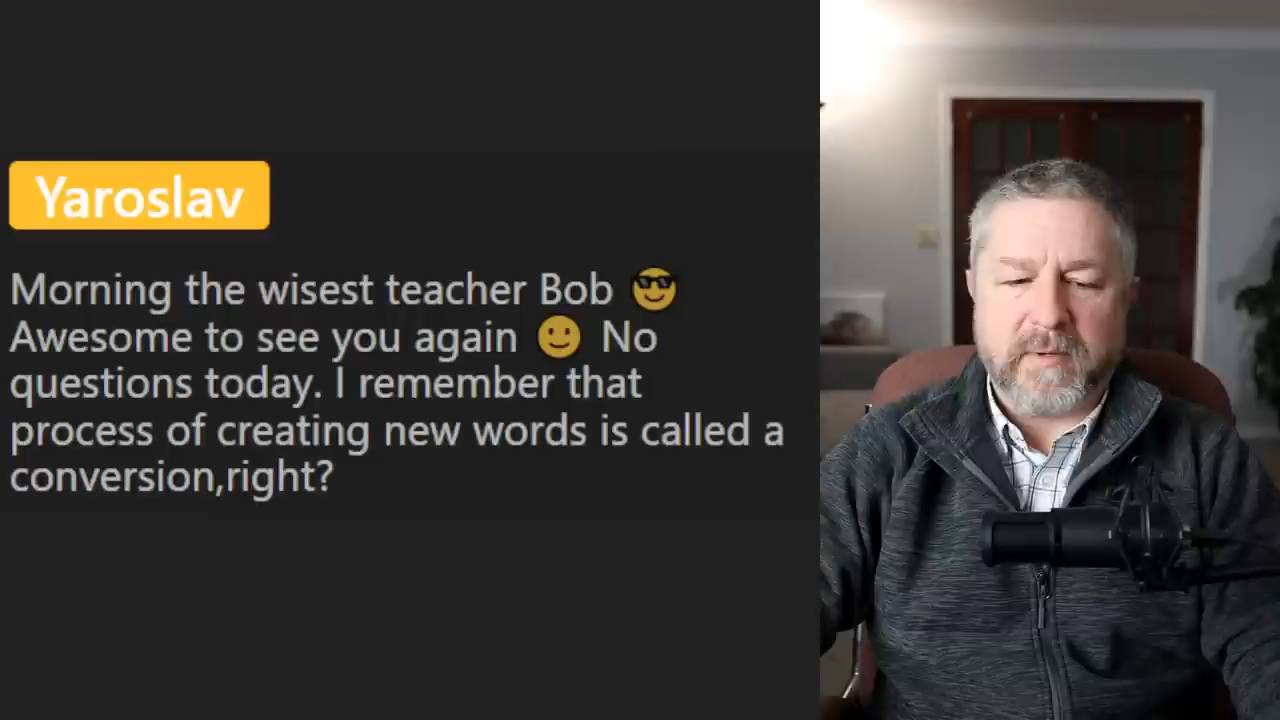 Yaroslav
Morning the wisest teacher Bob 😎
Awesome to see you again 🙂 No
questions today. I remember that
process of creating new words is called a
conversion,right?